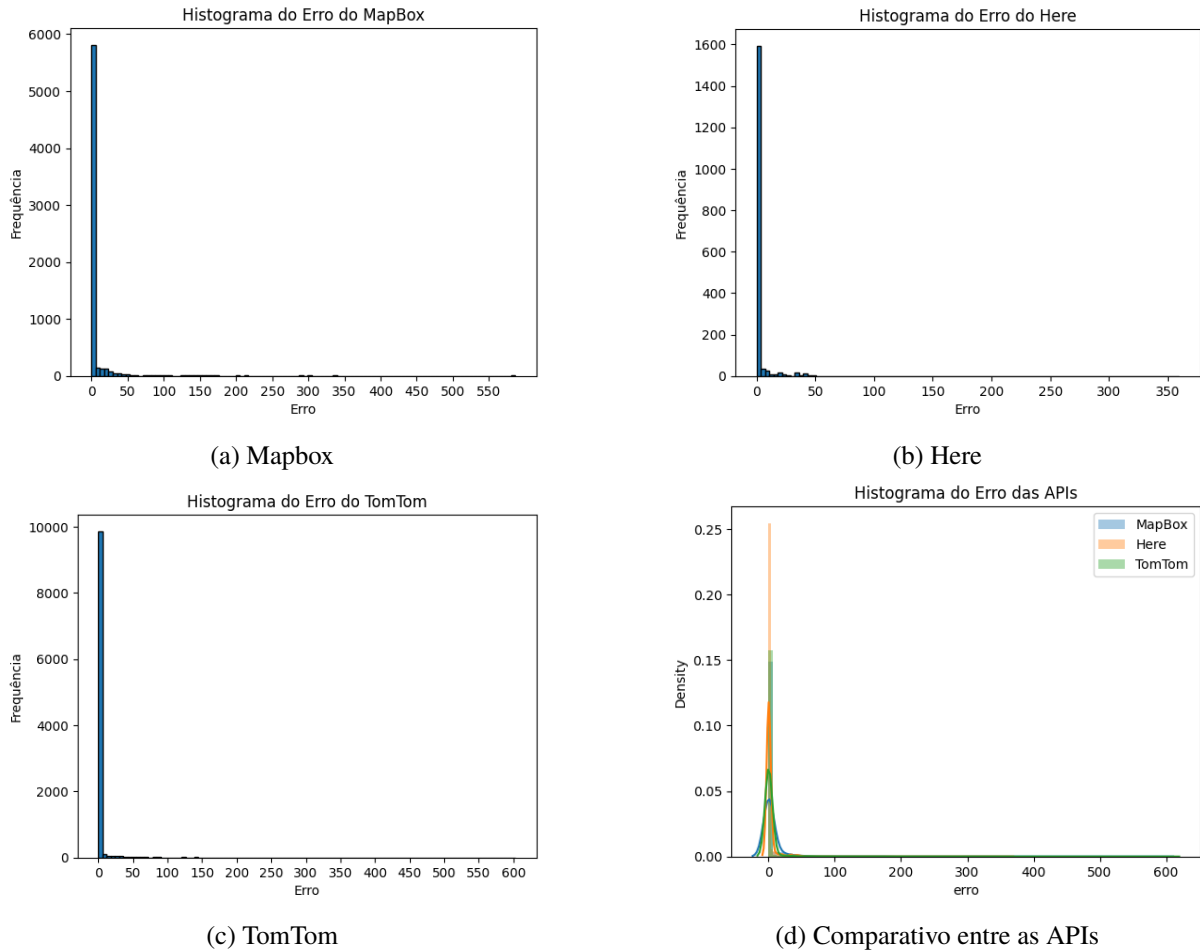 Histograma do Erro do MapBox
6000
5000
4000
3000
2000
1000
0
Frequência
0 50 100 150 200 250 300 350 400 450 500 550
Erro
(a) Mapbox
Histograma do Erro do Here
1600
1400
1200
1000
800
600
400
200
0
Frequência
0 50 100 150 200 250 300 350
Erro
(b) Here
Histograma do Erro do TomTom
10000
8000
6000
4000
2000
0
Frequência
0 50 100 150 200 250 300 350 400 450 500 550 600
Erro
(c) TomTom
Histograma do Erro das APIs
MapBox
Here
TomTom
0.25
0.20
0.15
0.10
0.05
0.00
Density
0 100 200 300 400 500 600
erro
(d) Comparativo entre as APIs